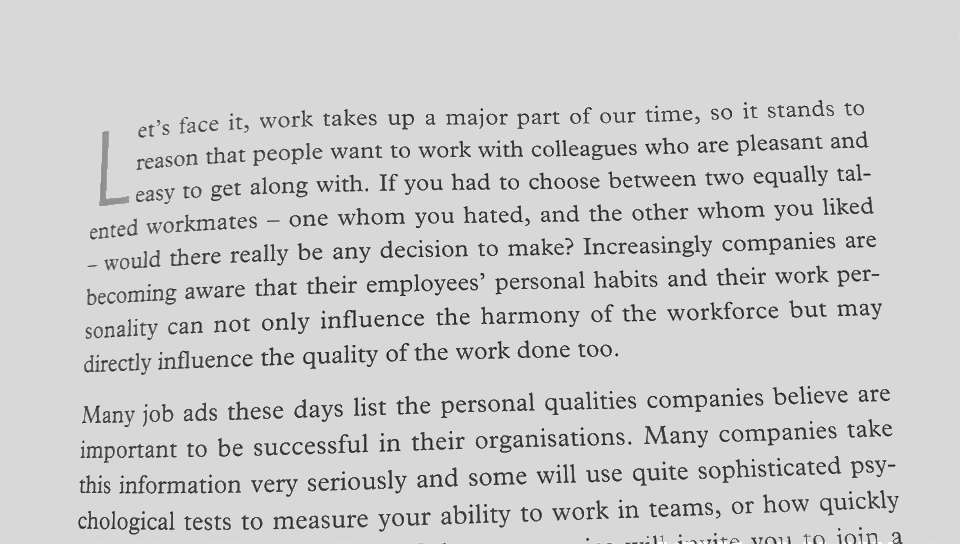 Let's face it, work takes up a major part of our time, so it stands to
reason that people want to work with colleagues who are pleasant and
easy to get along with. If you had to choose between two equally tal-
ented workmates – one whom you hated, and the other whom you liked
– would there really be any decision to make? Increasingly companies are
becoming aware that their employees' personal habits and their work per-
sonality can not only influence the harmony of the workforce but may
directly influence the quality of the work done too.
Many job ads these days list the personal qualities companies believe are
important to be successful in their organisations. Many companies take
this information very seriously and some will use quite sophisticated psy-
chological tests to measure your ability to work in teams, or how quickly
will invite you to join a